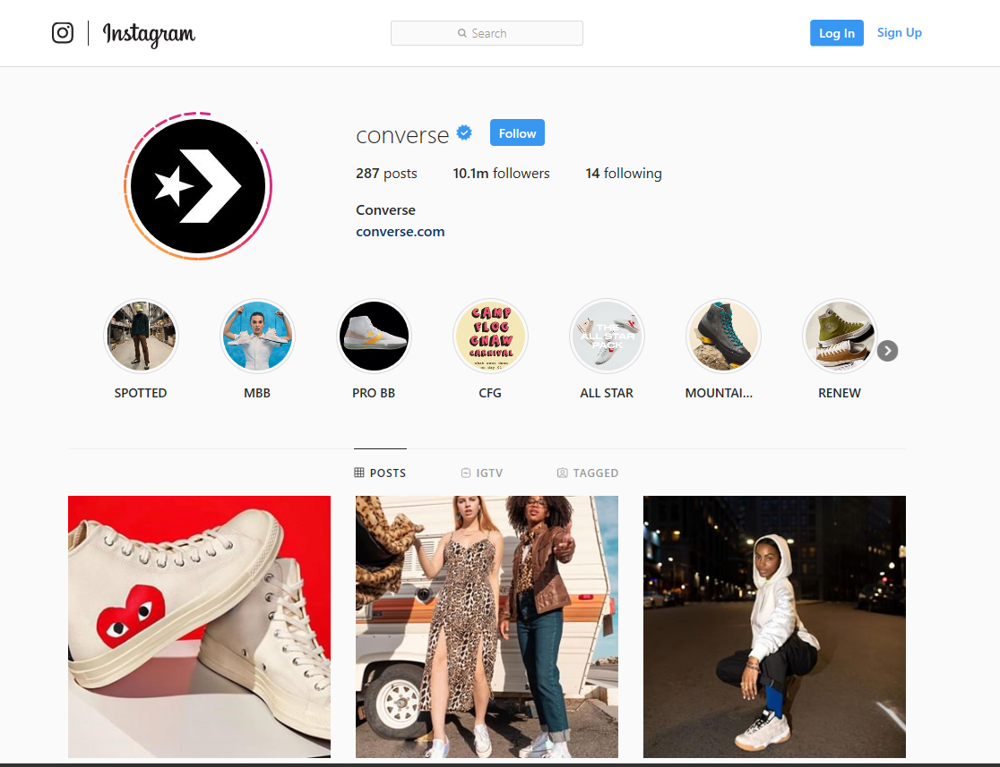 Instagram
Search
Log In
Sign Up
converse
Follow
287 posts
10.1m followers
14 following
Converse
converse.com
CAMP
FLOG
GNAW
CARNIVAL
THE
ALL STAR
PACK
SPOTTED
MBB
PRO BB
CFG
ALL STAR
MOUNTAI...
RENEW
POSTS
IGTV
TAGGED